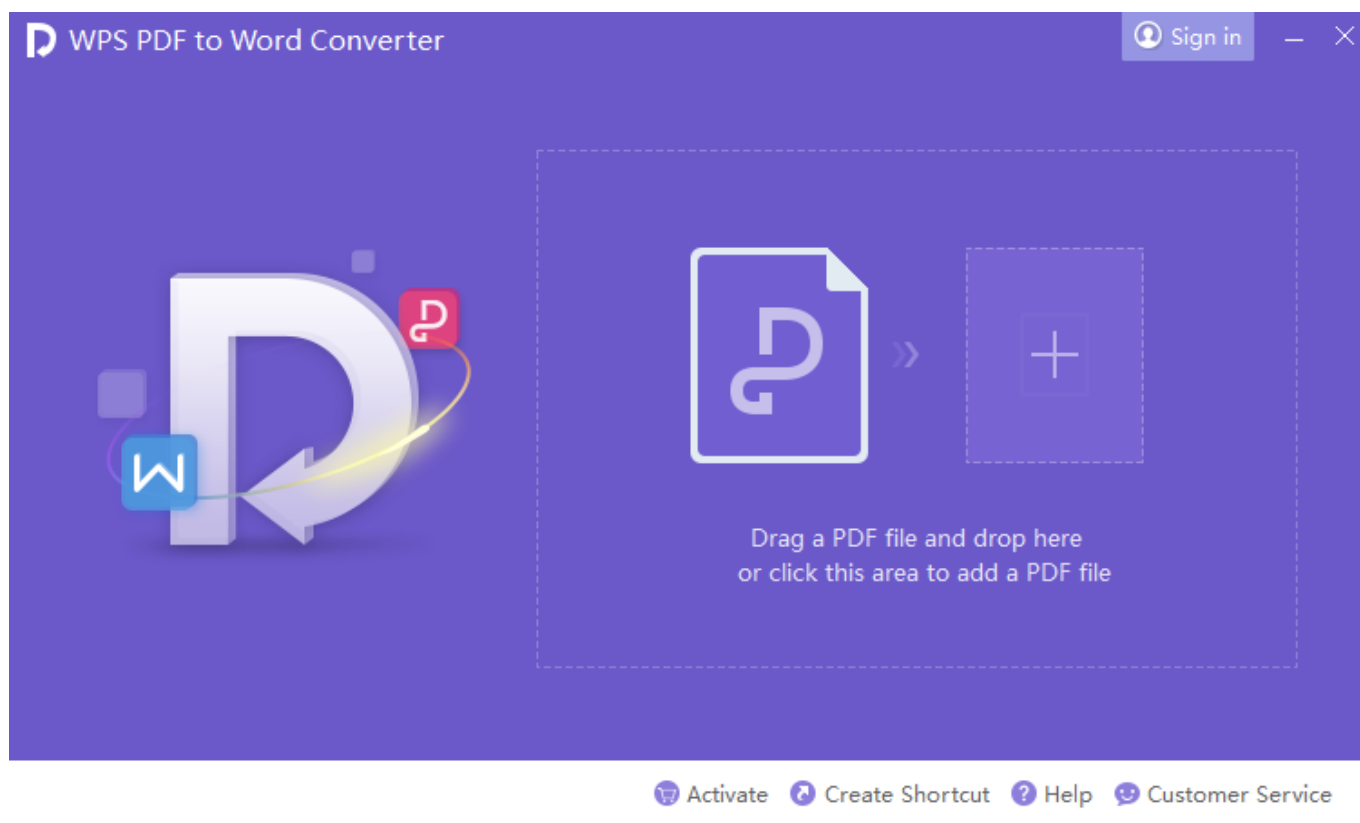 WPS PDF to Word Converter
Sign in
Drag a PDF file and drop here
or click this area to add a PDF file
Activate Create Shortcut Help Customer Service